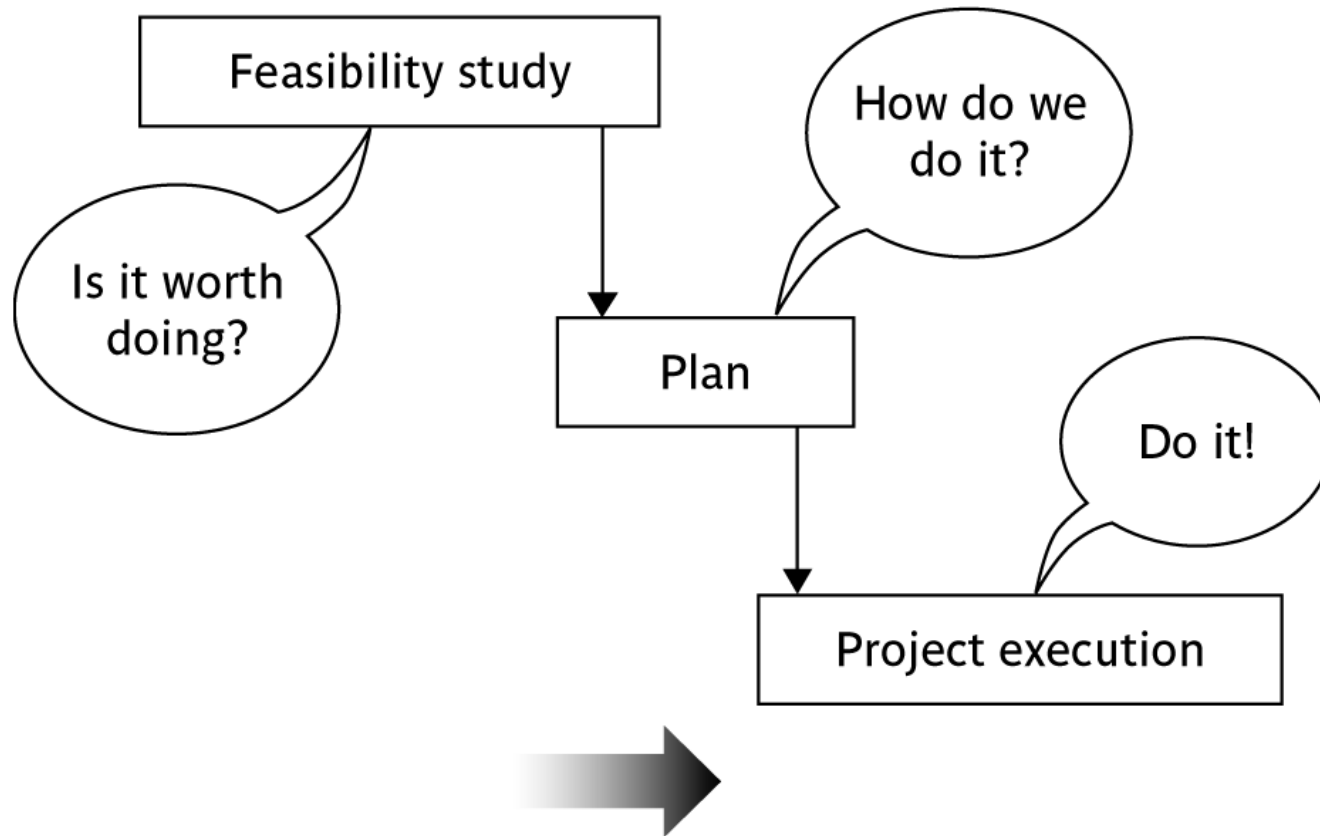 Feasibility study
How do we
do it?
Is it worth
doing?
Plan
Do it!
Project execution